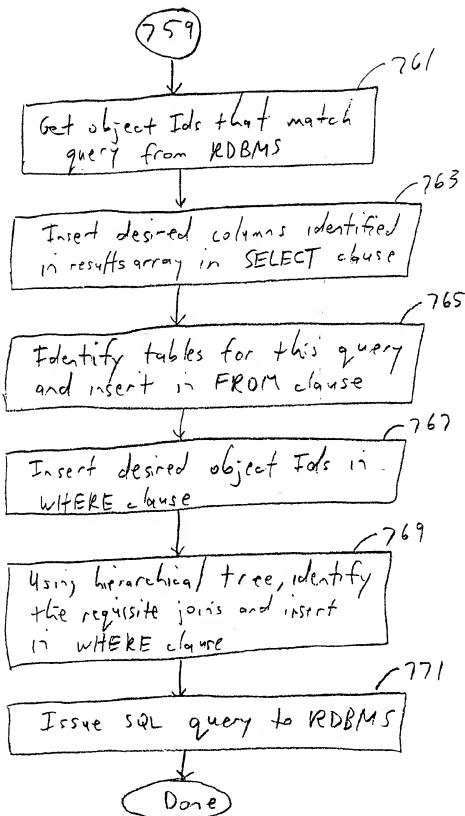 759
761
Get object Ids that match
query from RDBMS
763
Insert desired columns identified
in results array in SELECT clause
765
Identify tables for this query
and insert in FROM clause
767
Insert desired object Ids in
WHERE clause
769
Using hierarchical tree, identify
the requisite joins and insert
in WHERE clause
771
Issue SQL query to RDBMS
Done